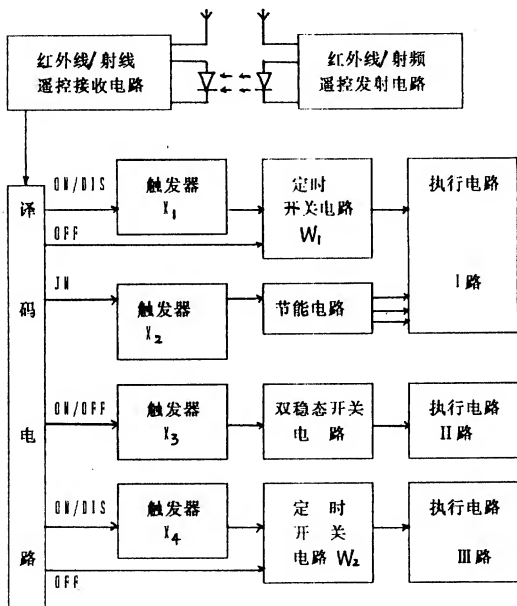 红外线/射线
遥控接收电路
红外线/射频
遥控发射电路
译码电路
ON/DIS
触发器
X1
定时
开关电路
W1
执行电路
I路
OFF
JN
触发器
X2
节能电路
ON/OFF
触发器
X3
双稳态开关
电 路
执行电路
II路
ON/DIS
触发器
X4
定 时
开 关
电路 W2
执行电路
III路
OFF